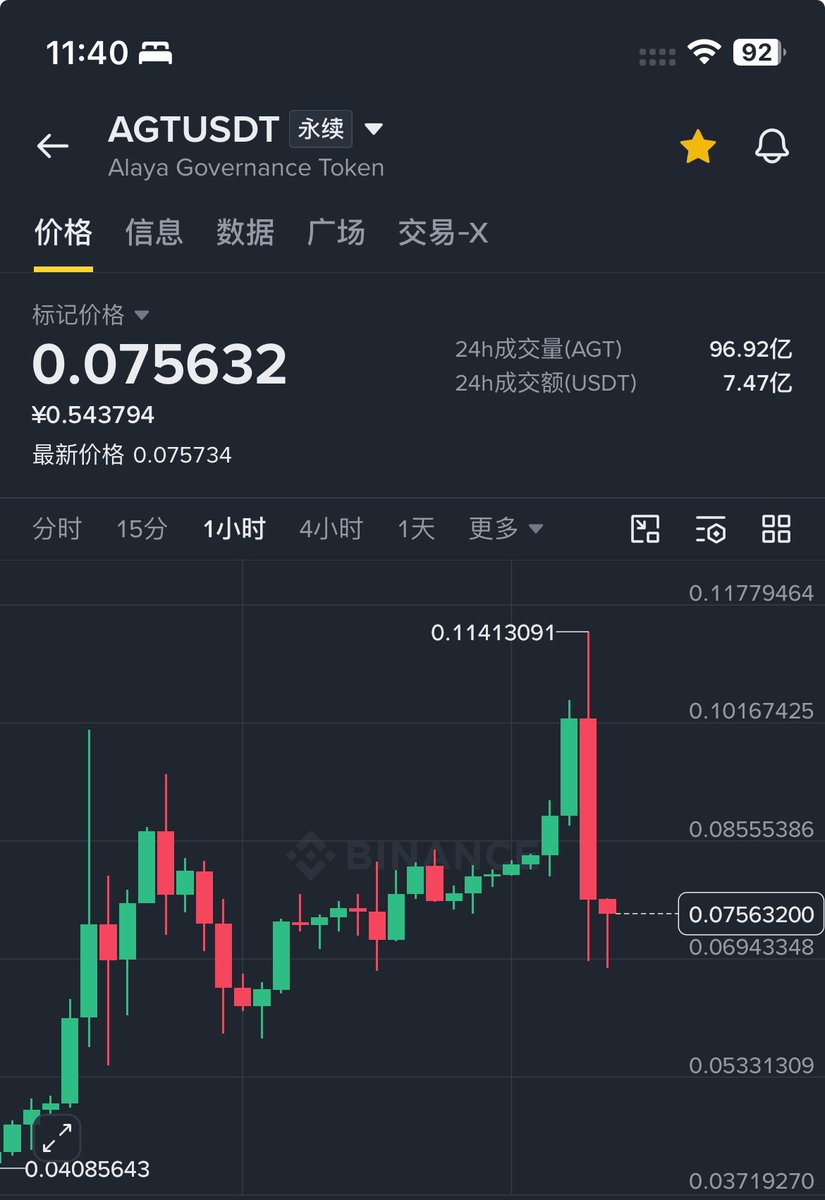 11:40
92
AGTUSDT 永续
Alaya Governance Token
价格 信息 数据 广场 交易-X
标记价格
0.075632
24h成交量(AGT) 96.92亿
24h成交额(USDT) 7.47亿
¥0.543794
最新价格 0.075734
分时 15分 1小时 4小时 1天 更多
0.11779464
0.11413091
0.10167425
0.08555386
BINANCE
0.07563200
0.06943348
0.05331309
0.04085643
0.03719270